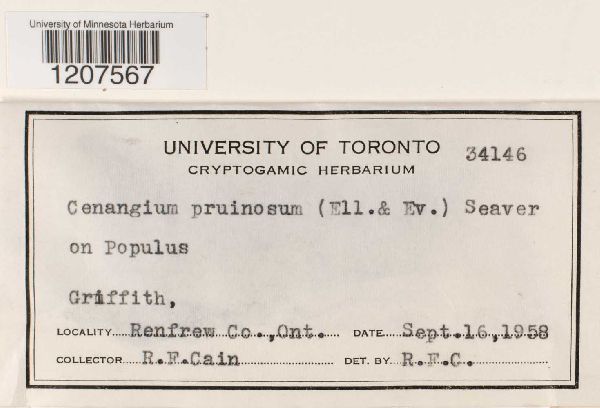 University of Minnesota Herbarium
1207567
UNIVERSITY OF TORONTO 34146
CRYPTOGAMIC HERBARIUM
Cenangium pruinosum (Ell.& Ev.) Seaver
on Populus
Griffith,
LOCALITY Renfrew Co.,Ont. DATE Sept.16,1958
COLLECTOR R.F.Cain DET. BY R.F.C.